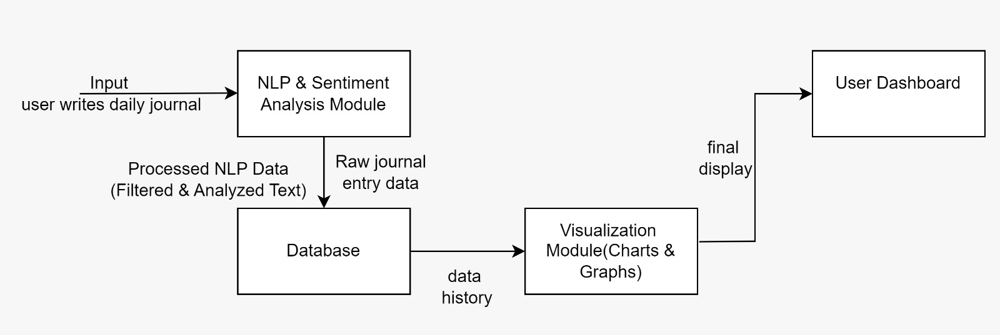 Input
user writes daily journal
NLP & Sentiment
Analysis Module
Processed NLP Data
(Filtered & Analyzed Text)
Raw journal
entry data
Database
data
history
Visualization
Module(Charts &
Graphs)
final
display
User Dashboard